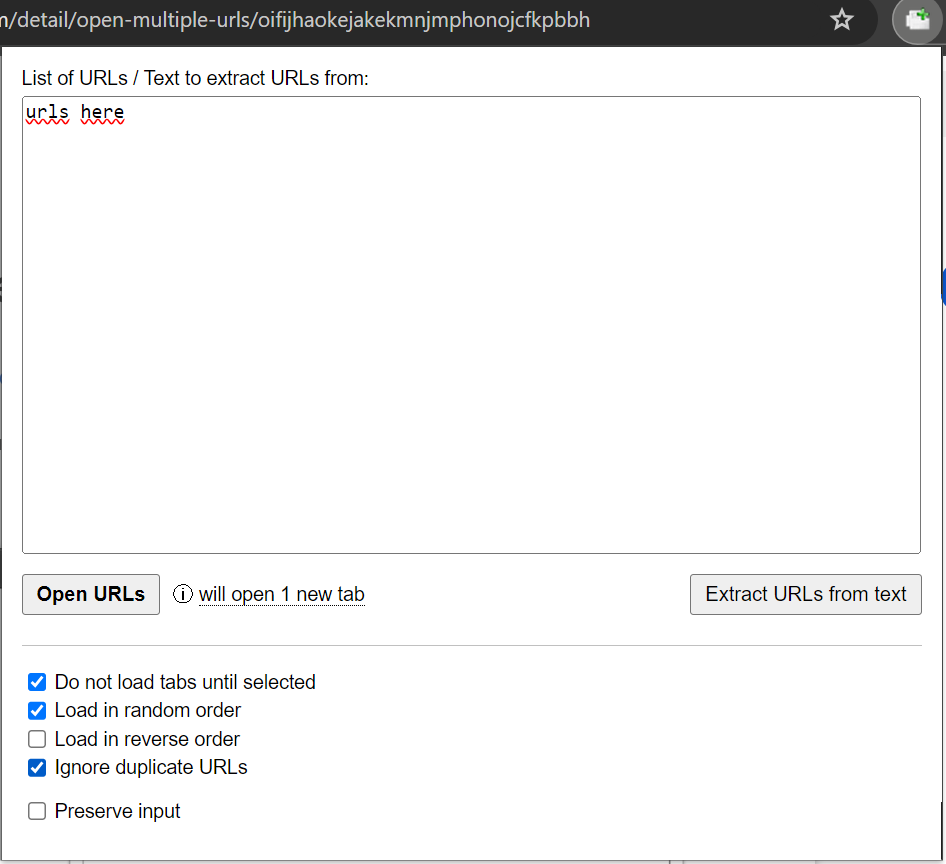 /detail/open-multiple-urls/oifijhaokejakekmnjmphonojcfkpbbh
List of URLs / Text to extract URLs from:
urls here
Open URLs
will open 1 new tab
Extract URLs from text
Do not load tabs until selected
Load in random order
Load in reverse order
Ignore duplicate URLs
Preserve input